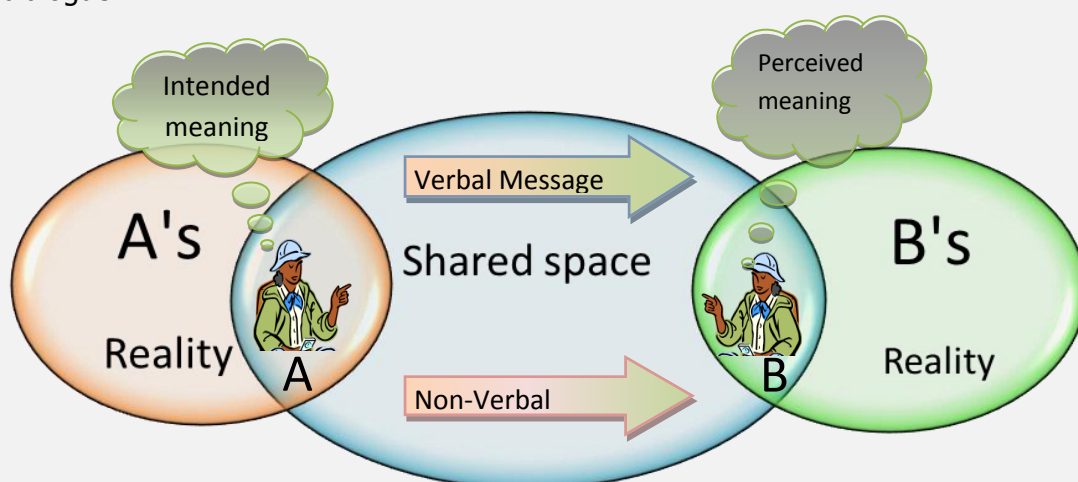 Intended
meaning
Perceived
meaning
Verbal Message
A's
Reality
Shared space
B's
Reality
A
B
Non-Verbal